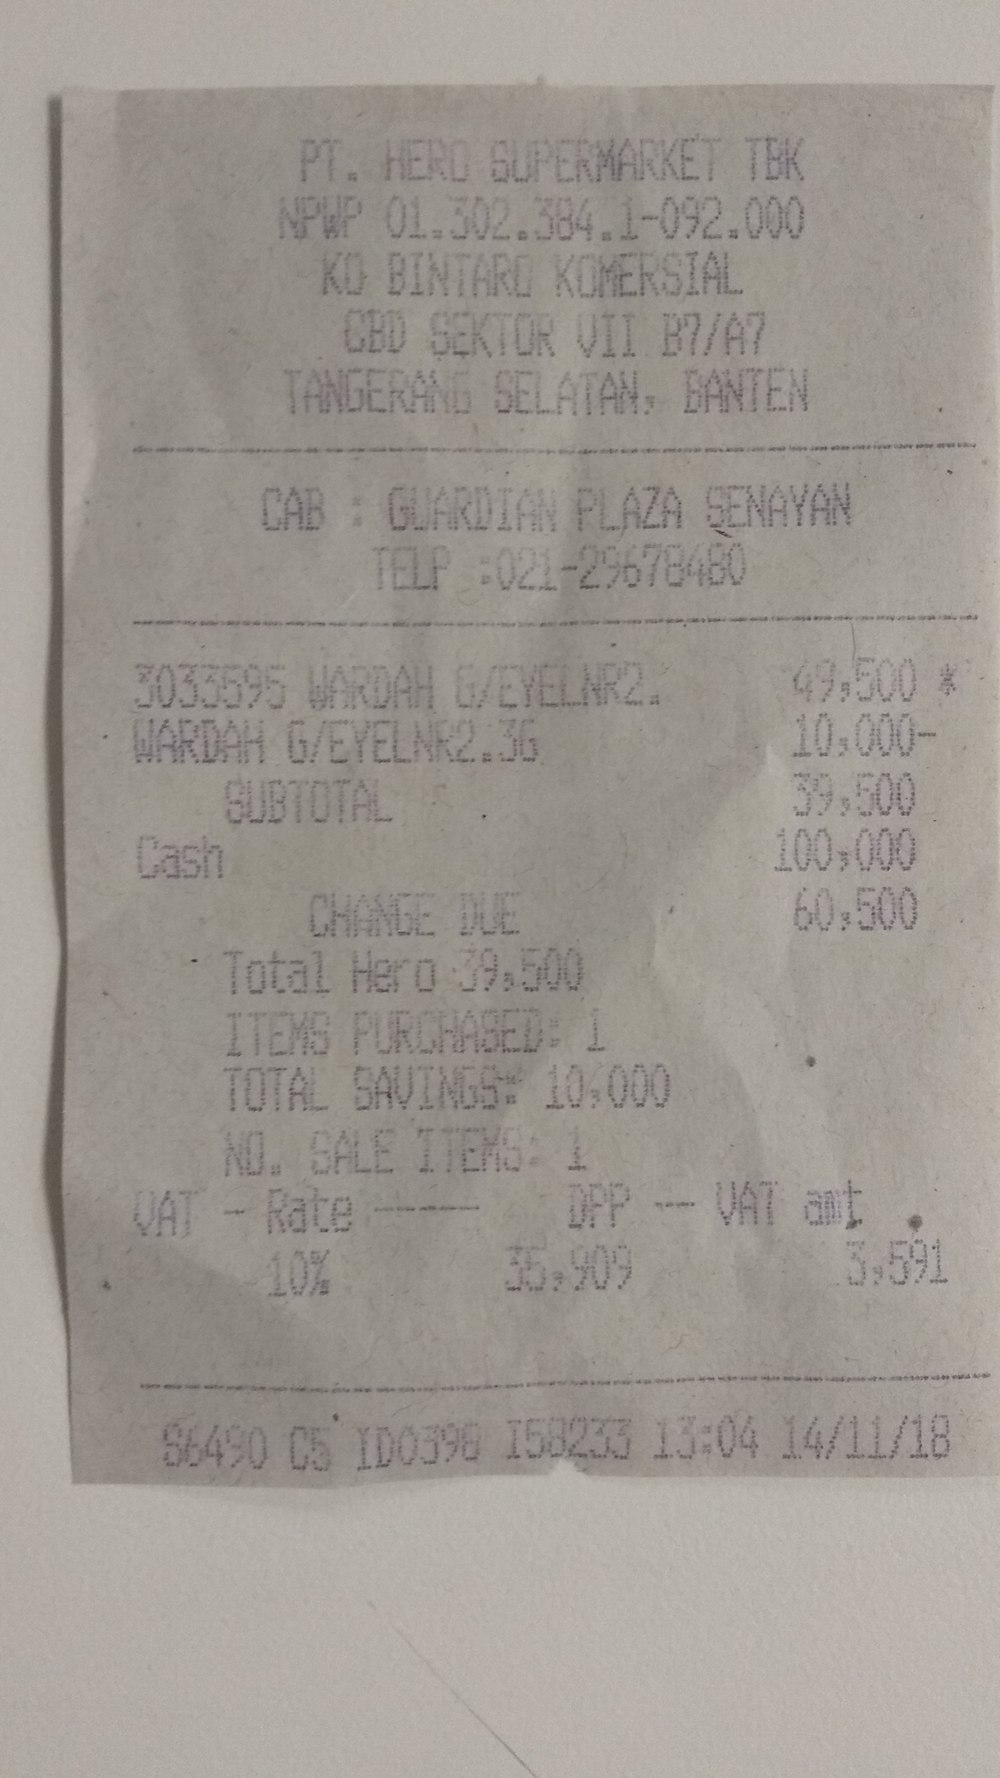 PT. HERO SUPERMARKET TBK
NPWP 01.302.384.1-092.000
KO BINTARO KOMERSIAL
CBD SEKTOR VII B7/A7
TANGERANG SELATAN, BANTEN
CAB : GUARDIAN PLAZA SENAYAN
TELP :021-29678480
3033595 WARDAH G/EYELNR2. 49,500 *
WARDAH G/EYELNR2.3G 10,000-
SUBTOTAL 39,500
Cash 100,000
CHANGE DUE 60,500
Total Hero 39,500
ITEMS PURCHASED: 1
TOTAL SAVINGS: 10,000
NO. SALE ITEMS: 1
VAT - Rate ----- DPP -- VAT amt
10% 35,909 3,591
S6490 C5 ID0398 I58233 13:04 14/11/18